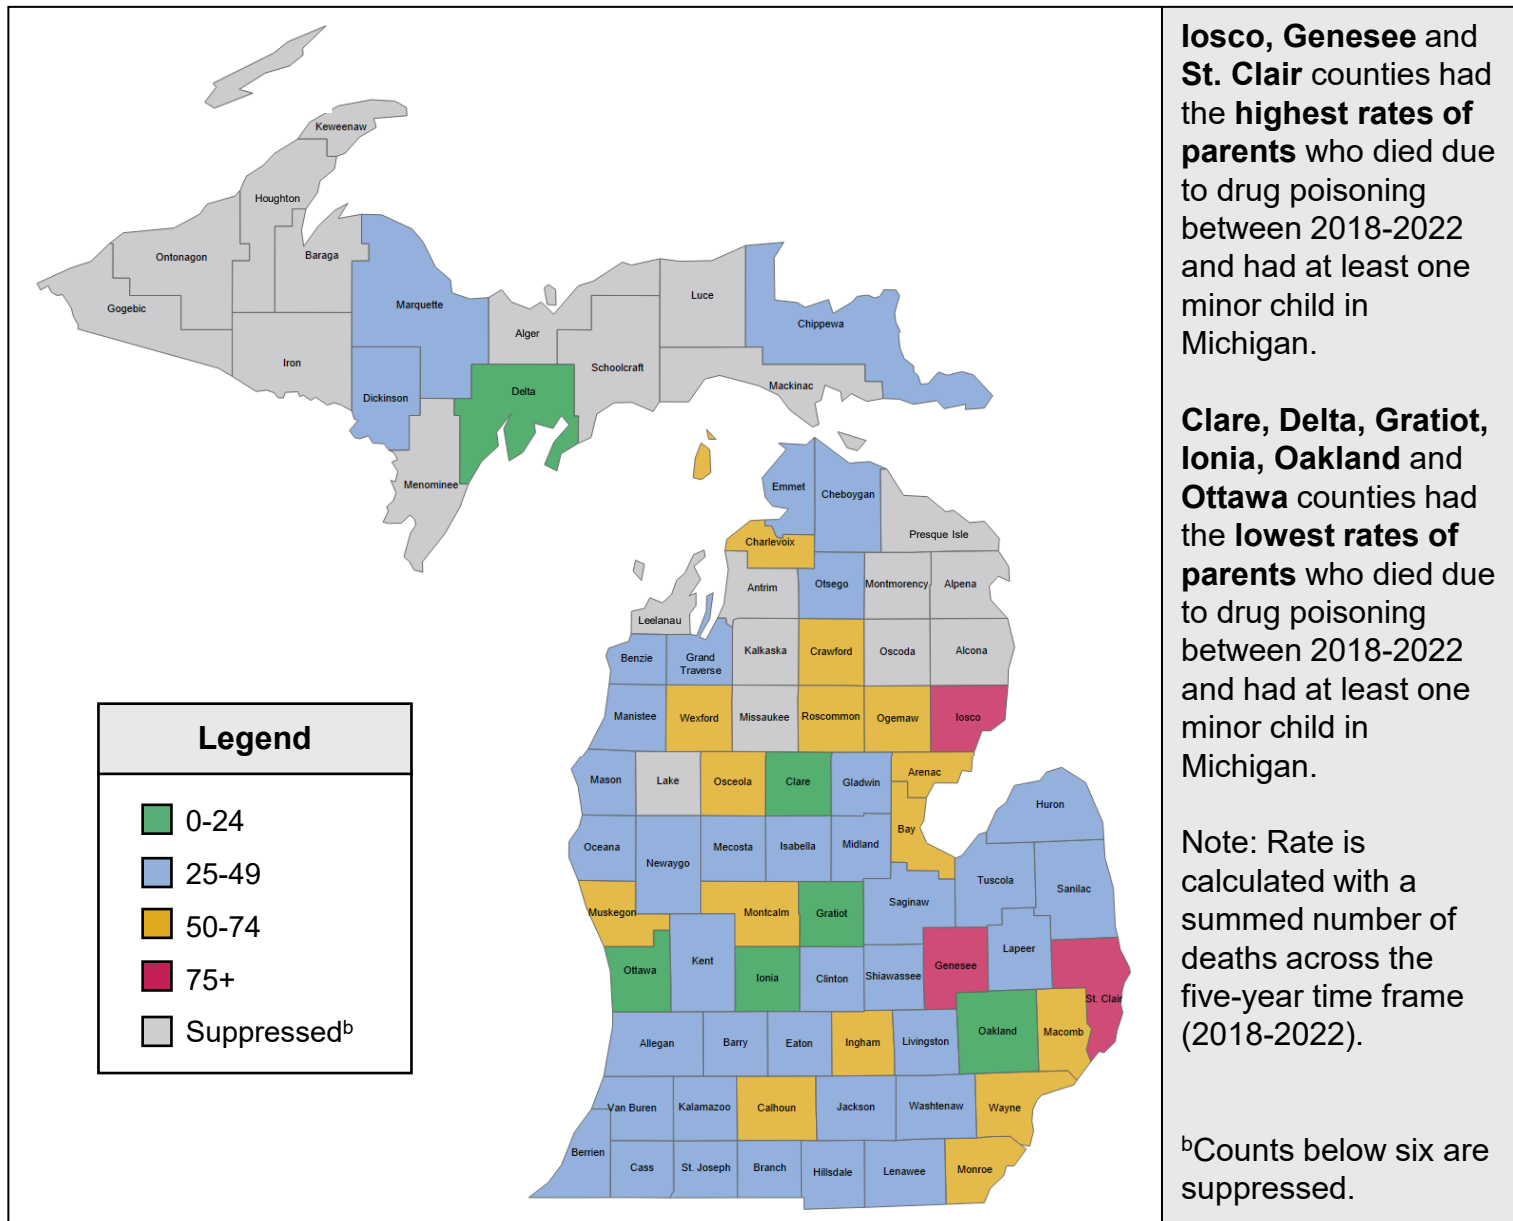 Keweenaw
Houghton
Ontonagon
Baraga
Gogebic
Marquette
Iron
Alger
Luce
Chippewa
Schoolcraft
Mackinac
Dickinson
Delta
Menominee
Emmet
Cheboygan
Presque Isle
Charlevoix
Antrim
Otsego
Montmorency
Alpena
Leelanau
Benzie
Grand
Traverse
Kalkaska
Crawford
Oscoda
Alcona
Manistee
Wexford
Missaukee
Roscommon
Ogemaw
Iosco
Mason
Lake
Osceola
Clare
Gladwin
Arenac
Huron
Bay
Oceana
Newaygo
Mecosta
Isabella
Midland
Tuscola
Sanilac
Muskegon
Montcalm
Gratiot
Saginaw
Ottawa
Kent
Ionia
Clinton
Shiawassee
Genesee
Lapeer
St. Clair
Allegan
Barry
Eaton
Ingham
Livingston
Oakland
Macomb
Van Buren
Kalamazoo
Calhoun
Jackson
Washtenaw
Wayne
Berrien
Cass
St. Joseph
Branch
Hillsdale
Lenawee
Monroe
Legend
0-24
25-49
50-74
75+
Suppressedᵇ
Iosco, Genesee and
St. Clair counties had
the highest rates of
parents who died due
to drug poisoning
between 2018-2022
and had at least one
minor child in
Michigan.
Clare, Delta, Gratiot,
Ionia, Oakland and
Ottawa counties had
the lowest rates of
parents who died due
to drug poisoning
between 2018-2022
and had at least one
minor child in
Michigan.
Note: Rate is
calculated with a
summed number of
deaths across the
five-year time frame
(2018-2022).
ᵇCounts below six are
suppressed.